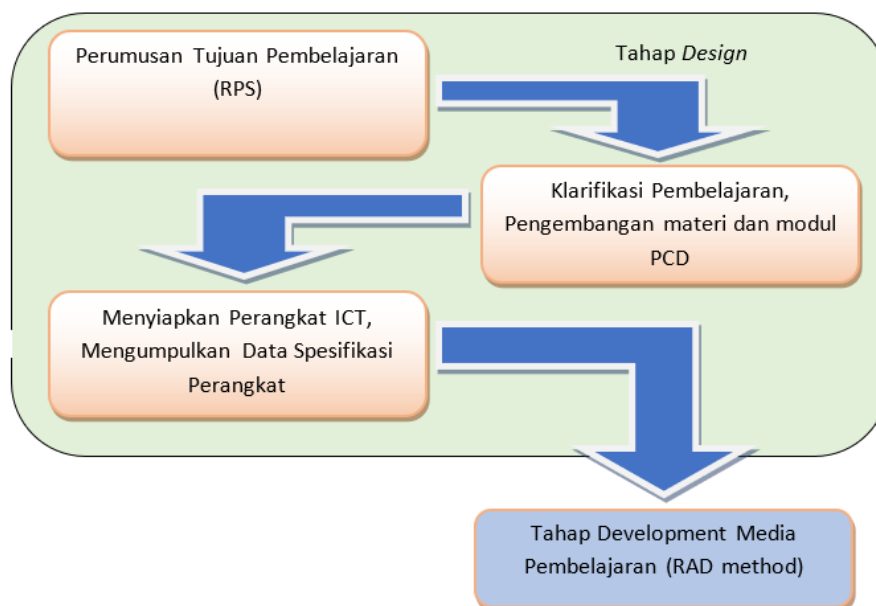 Perumusan Tujuan Pembelajaran
(RPS)
Tahap Design
Klarifikasi Pembelajaran,
Pengembangan materi dan modul
PCD
Menyiapkan Perangkat ICT,
Mengumpulkan Data Spesifikasi
Perangkat
Tahap Development Media
Pembelajaran (RAD method)